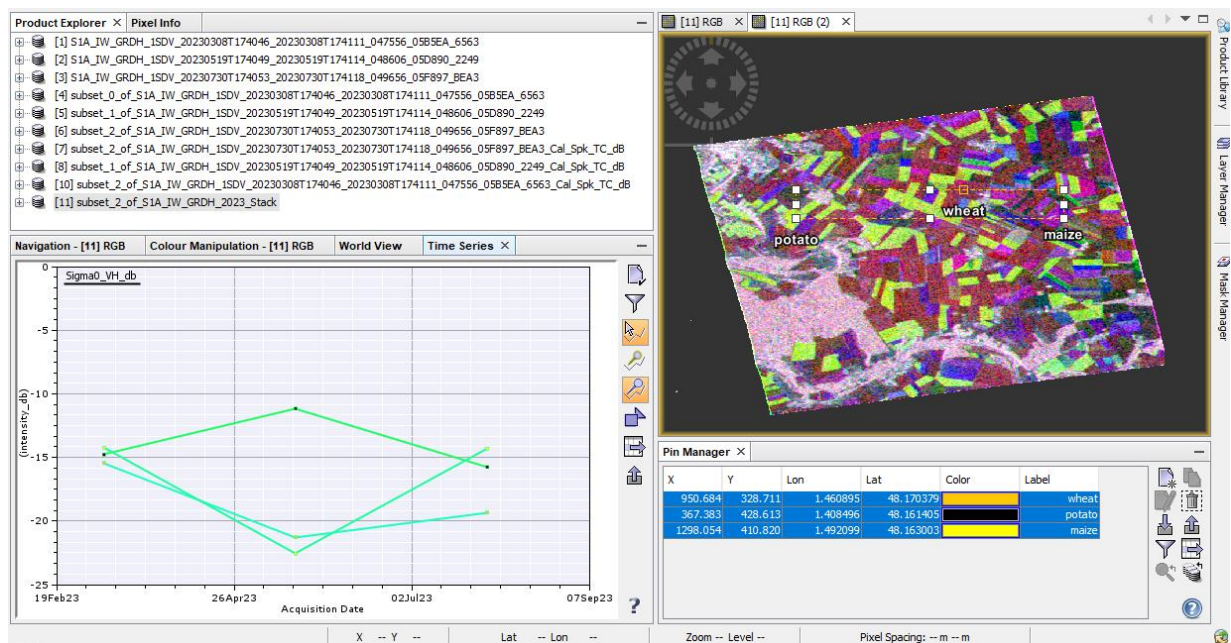 Product Explorer × Pixel Info
[1] S1A_IW_GRDH_1SDV_20230308T174046_20230308T174111_047556_05B5EA_6563
[2] S1A_IW_GRDH_1SDV_20230519T174049_20230519T174114_048606_05D890_2249
[3] S1A_IW_GRDH_1SDV_20230730T174053_20230730T174118_049656_05F897_BEA3
[4] subset_0_of_S1A_IW_GRDH_1SDV_20230308T174046_20230308T174111_047556_05B5EA_6563
[5] subset_1_of_S1A_IW_GRDH_1SDV_20230519T174049_20230519T174114_048606_05D890_2249
[6] subset_2_of_S1A_IW_GRDH_1SDV_20230730T174053_20230730T174118_049656_05F897_BEA3
[7] subset_2_of_S1A_IW_GRDH_1SDV_20230730T174053_20230730T174118_049656_05F897_BEA3_Cal_Spk_TC_dB
[8] subset_1_of_S1A_IW_GRDH_1SDV_20230519T174049_20230519T174114_048606_05D890_2249_Cal_Spk_TC_dB
[10] subset_2_of_S1A_IW_GRDH_1SDV_20230308T174046_20230308T174111_047556_05B5EA_6563_Cal_Spk_TC_dB
[11] subset_2_of_S1A_IW_GRDH_2023_Stack
Navigation - [11] RGB Colour Manipulation - [11] RGB World View Time Series ×
Sigma0_VH_db
0
-5
-10
-15
-20
-25
(intensity_db)
19Feb23 26Apr23 02Jul23 07Sep23
Acquisition Date
?
[11] RGB × [11] RGB (2) ×
wheat
potato
maize
Product Library
Layer Manager
Mask Manager
Pin Manager ×
X Y Lon Lat Color Label
950.684 328.711 1.460895 48.170379 wheat
367.383 428.613 1.408496 48.161405 potato
1298.054 410.820 1.492099 48.163003 maize
?
X -- Y -- Lat -- Lon -- Zoom -- Level -- Pixel Spacing: -- m -- m